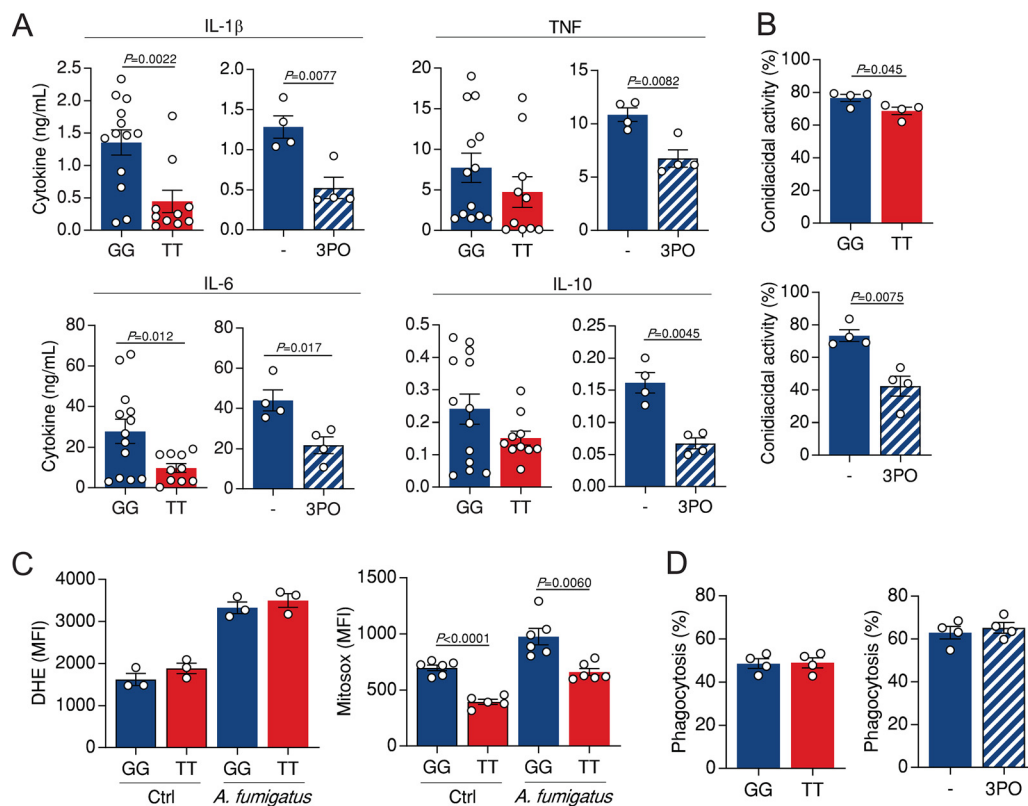 A
IL-1β
TNF
B
Cytokine (ng/mL)
2.5
2.0
1.5
1.0
0.5
0.0
P=0.0022
GG TT
1.5
1.0
0.5
0.0
P=0.0077
- 3PO
20
15
10
5
0
GG TT
15
10
5
0
P=0.0082
- 3PO
Conidiacidal activity (%)
100
80
60
40
20
0
P=0.045
GG TT
IL-6
IL-10
Cytokine (ng/mL)
80
60
40
20
0
P=0.012
GG TT
80
60
40
20
0
P=0.017
- 3PO
0.5
0.4
0.3
0.2
0.1
0.0
GG TT
0.25
0.20
0.15
0.10
0.05
0.00
P=0.0045
- 3PO
Conidiacidal activity (%)
100
80
60
40
20
0
P=0.0075
- 3PO
C
DHE (MFI)
4000
3000
2000
1000
0
GG TT GG TT
Ctrl A. fumigatus
Mitosox (MFI)
1500
1000
500
0
P<0.0001
P=0.0060
GG TT GG TT
Ctrl A. fumigatus
D
Phagocytosis (%)
80
60
40
20
0
GG TT
Phagocytosis (%)
80
60
40
20
0
- 3PO